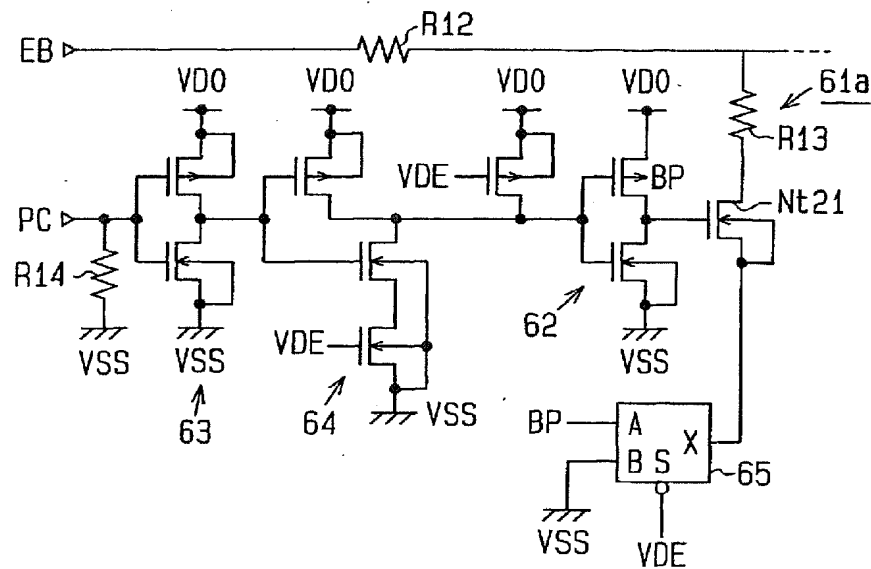 EB
R12
VDO
VDO
VDO
VDO
61a
R13
VDE
BP
PC
Nt21
R14
62
VDE
VSS
VSS
VSS
63
64
VSS
BP
A
X
B S
65
VSS
VDE